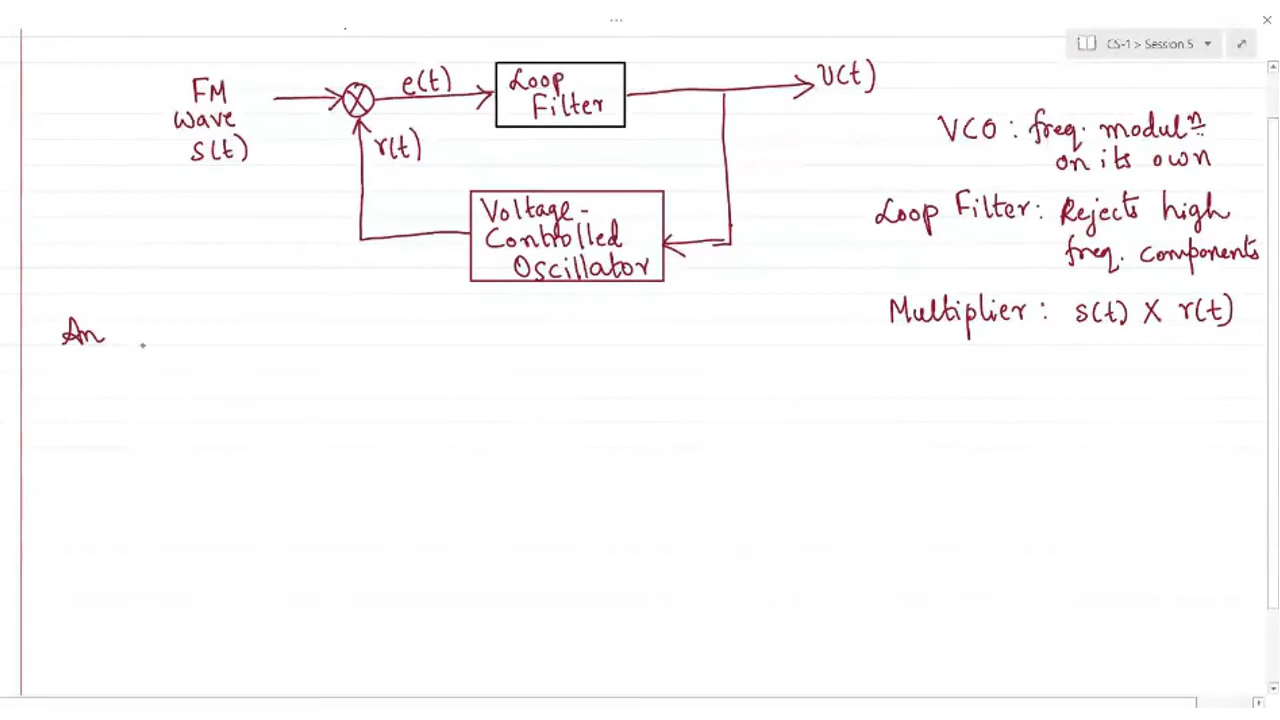 CS-1 > Session 5
FM
wave
s(t)
e(t)
r(t)
Loop
Filter
v(t)
Voltage-
Controlled
Oscillator
VCO : freq. modulⁿ
on its own
Loop Filter : Rejects high
freq. components
Multiplier : s(t) X r(t)
An